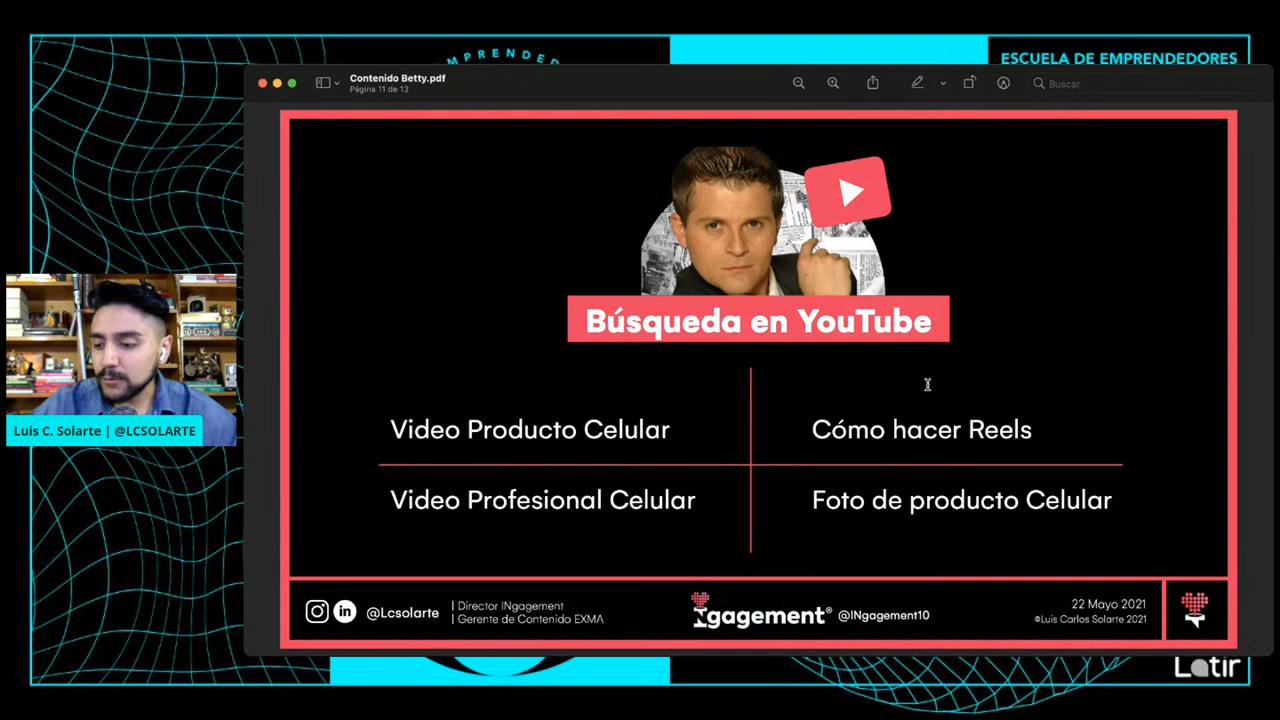 EMPRENDED
ESCUELA DE EMPRENDEDORES
Contenido Betty.pdf
Página 11 de 13
Buscar
Búsqueda en YouTube
Video Producto Celular
Cómo hacer Reels
Video Profesional Celular
Foto de producto Celular
Luis C. Solarte | @LCSOLARTE
@Lcsolarte
| Director INgagement
Gerente de Contenido EXMA
INgagement® @INgagement10
22 Mayo 2021
©Luis Carlos Solarte 2021
Latir